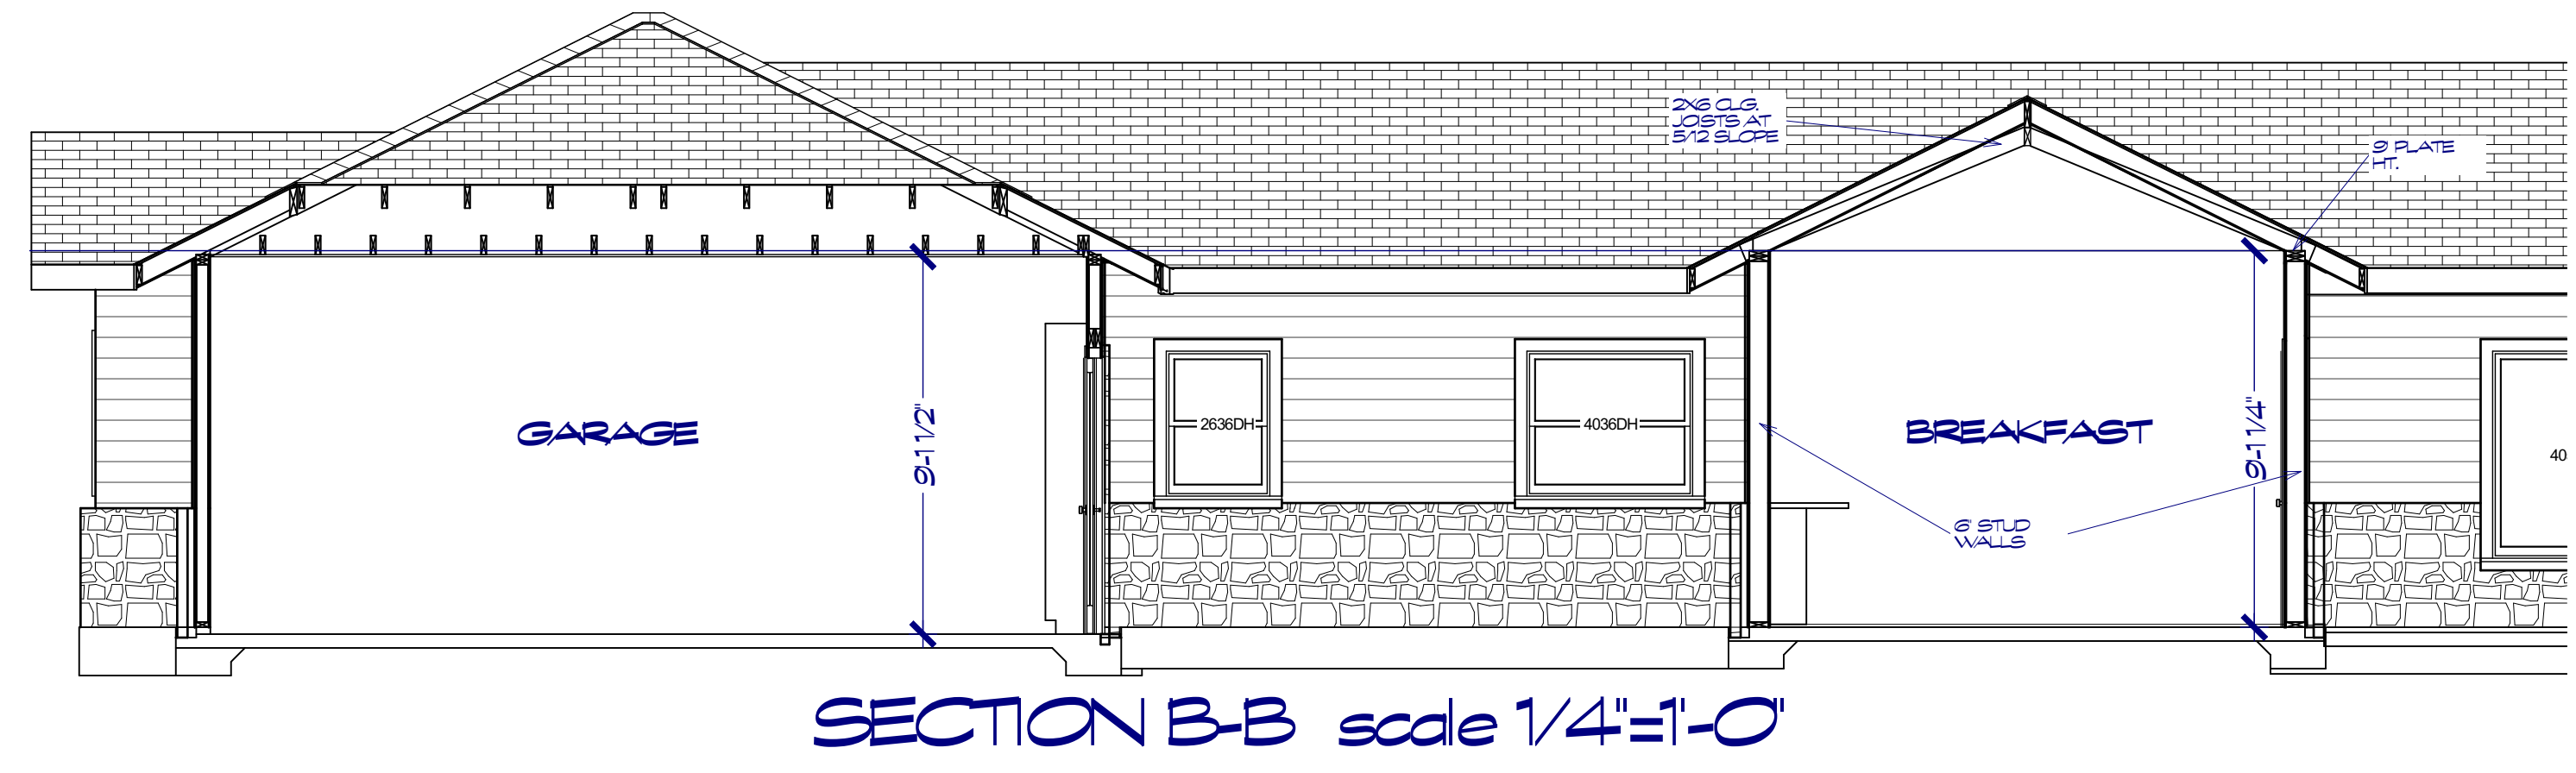 2X6 CLG.
JOISTS AT
5/12 SLOPE
9' PLATE
HT.
GARAGE
9'-1 1/2"
2636DH
4036DH
BREAKFAST
9'-1 1/4"
40
6" STUD
WALLS
SECTION B-B scale 1/4"=1'-0"